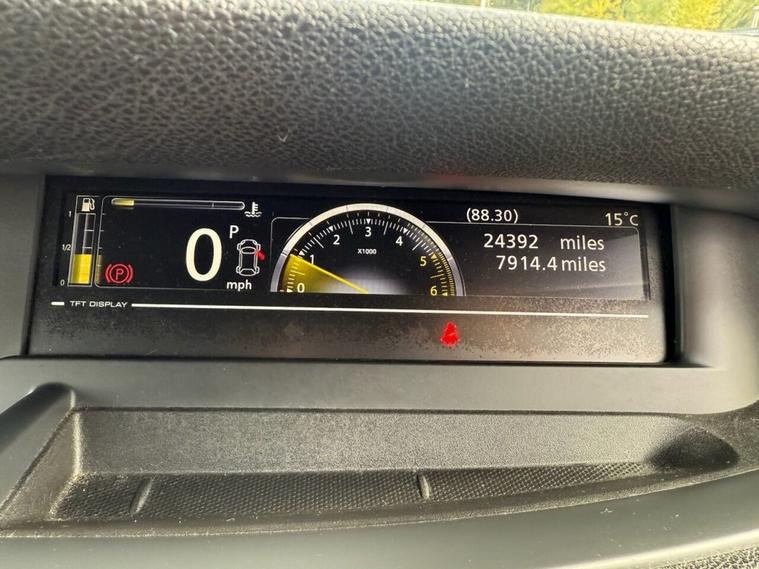 (88.30) 15°C
1
1/2
0
P
0 mph
P
0 1 2 3 4 5 6
X1000
24392 miles
7914.4 miles
TFT DISPLAY